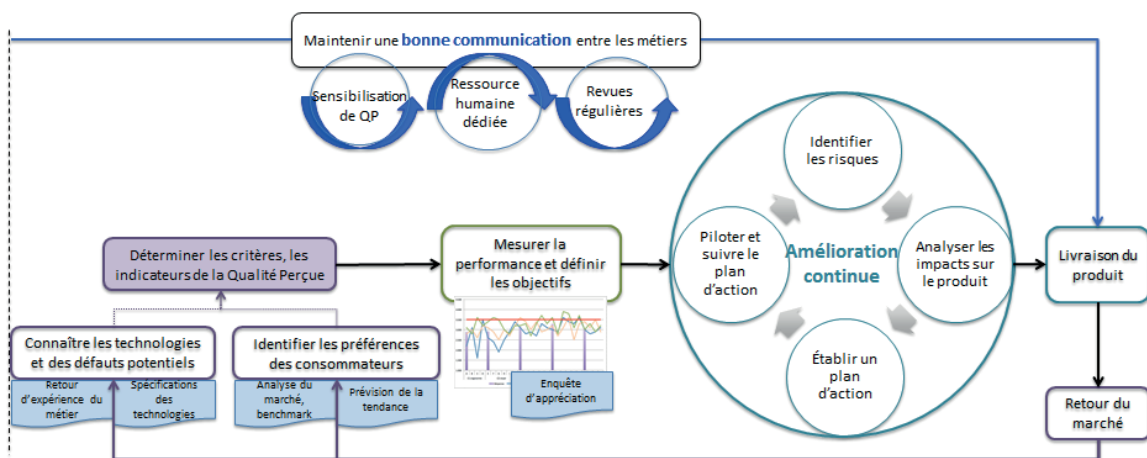 Maintenir une bonne communication entre les métiers
Sensibilisation
de QP
Ressource
humaine
dédiée
Revues
régulières
Identifier
les risques
Piloter et
suivre le
plan
d'action
Amélioration
continue
Analyser les
impacts sur
le produit
Établir un
plan
d'action
Déterminer les critères, les
indicateurs de la Qualité Perçue
Mesurer la
performance et définir
les objectifs
Livraison du
produit
Connaître les technologies
et des défauts potentiels
Identifier les préférences
des consommateurs
Retour
d'expérience du
métier
Spécifications
des
technologies
Analyse du
marché,
benchmark
Prévision de la
tendance
Enquête
d'appréciation
Retour du
marché